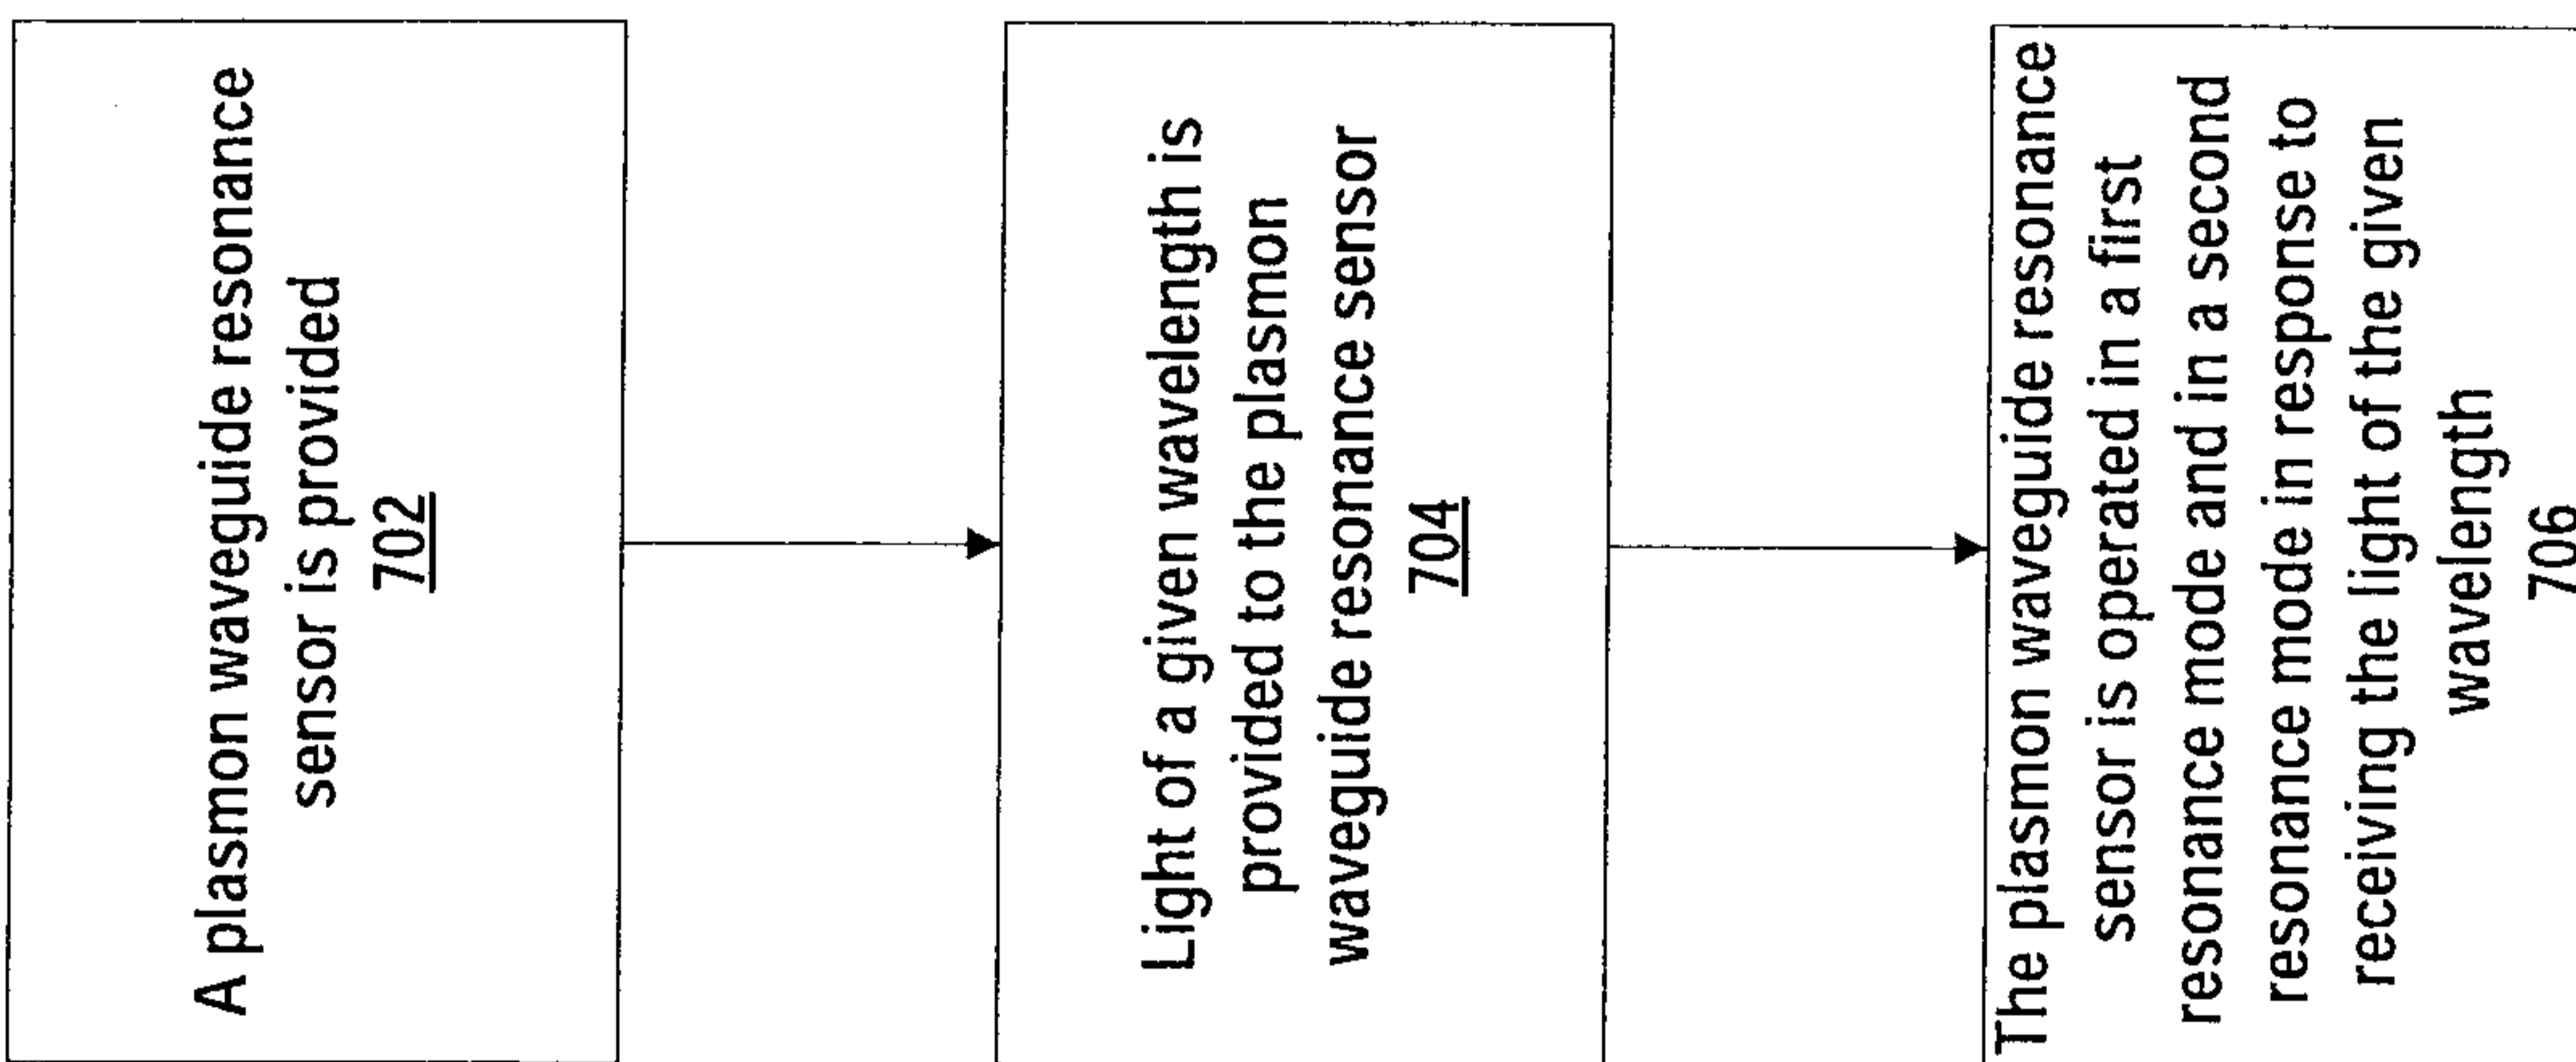 A plasmon waveguide resonance
sensor is provided
702
Light of a given wavelength is
provided to the plasmon
waveguide resonance sensor
704
The plasmon waveguide resonance
sensor is operated in a first
resonance mode and in a second
resonance mode in response to
receiving the light of the given
wavelength
706